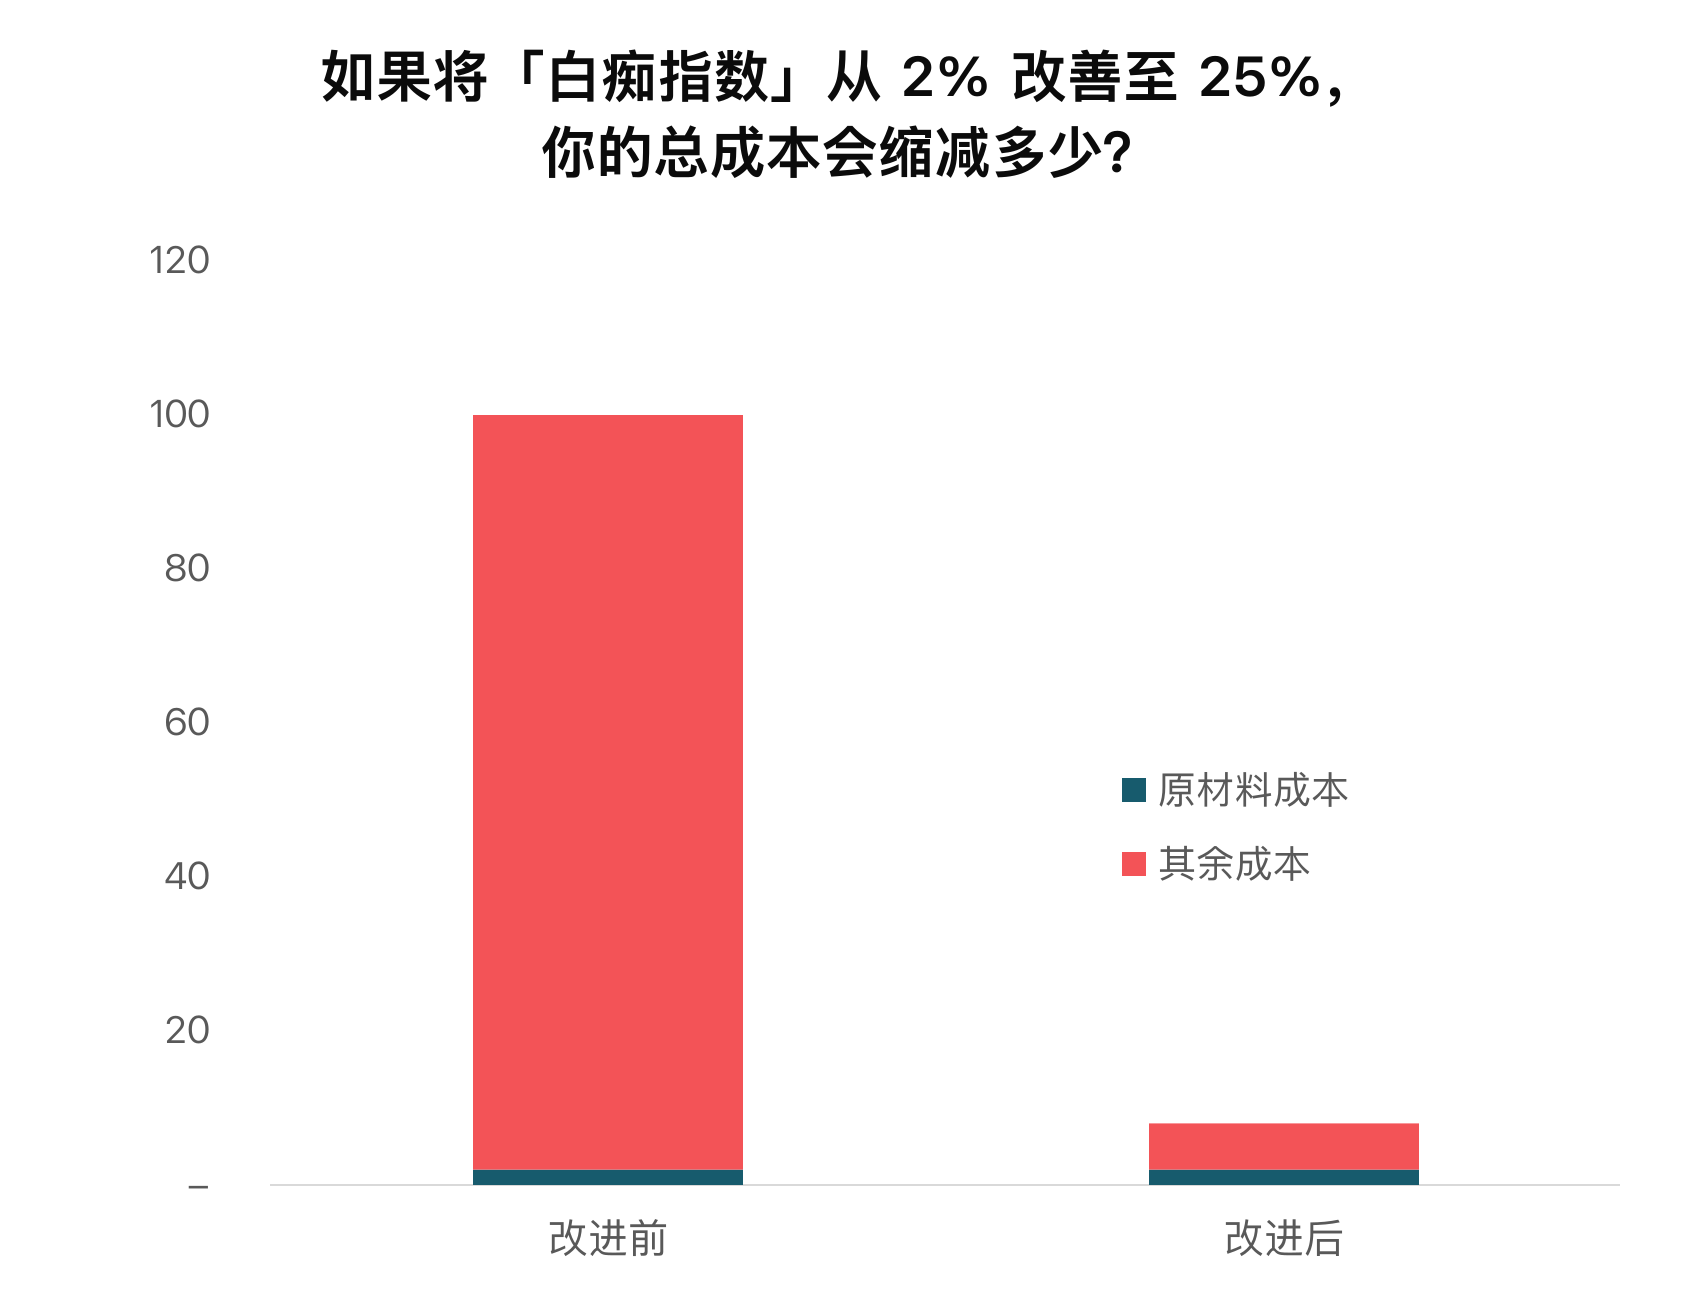 如果将「白痴指数」从 2% 改善至 25%，
你的总成本会缩减多少？
120
100
80
60
40
20
–
原材料成本
其余成本
改进前
改进后